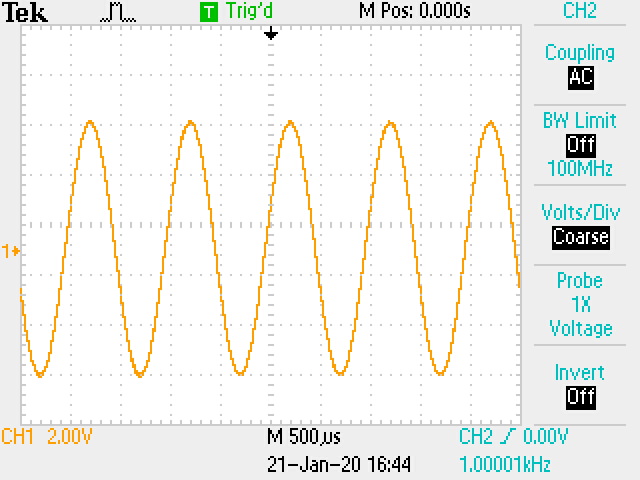 Tek T Trig'd M Pos: 0.000s CH2
Coupling
AC
BW Limit
Off
100MHz
Volts/Div
Coarse
Probe
1X
Voltage
Invert
Off
1
CH1 2.00V M 500µs CH2 0.00V
21-Jan-20 16:44 1.00001kHz